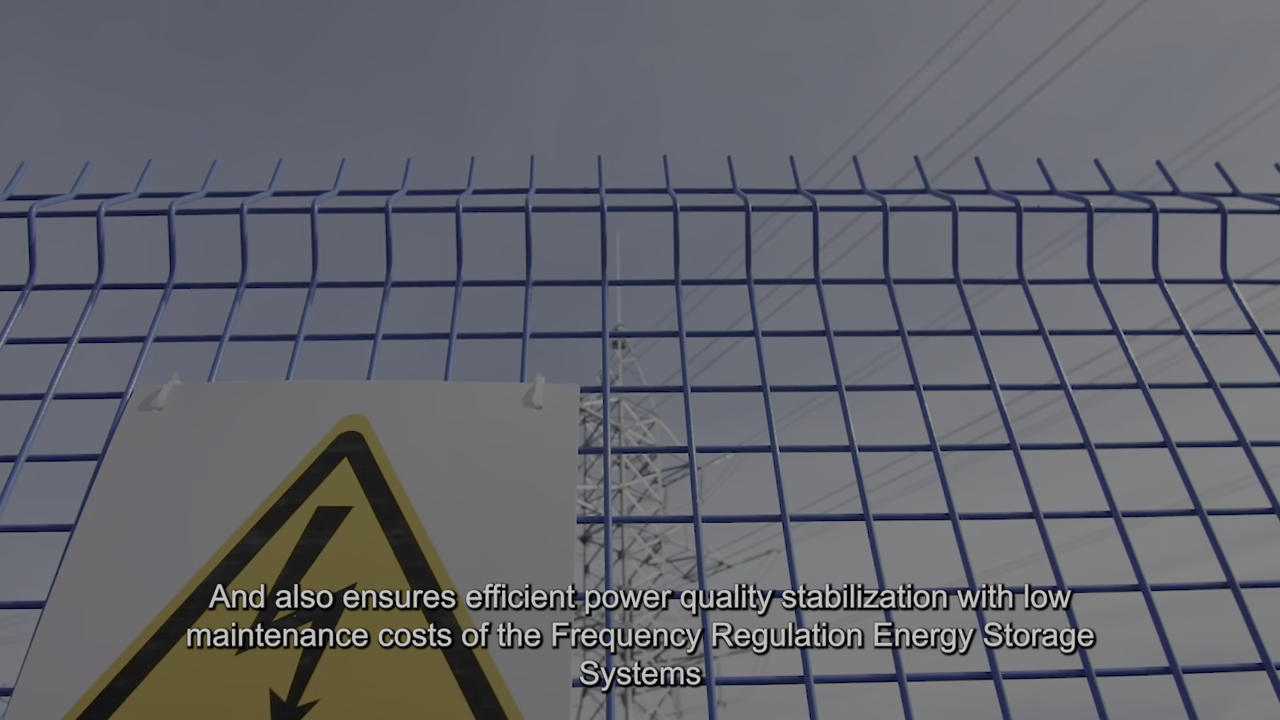 And also ensures efficient power quality stabilization with low
maintenance costs of the Frequency Regulation Energy Storage
Systems